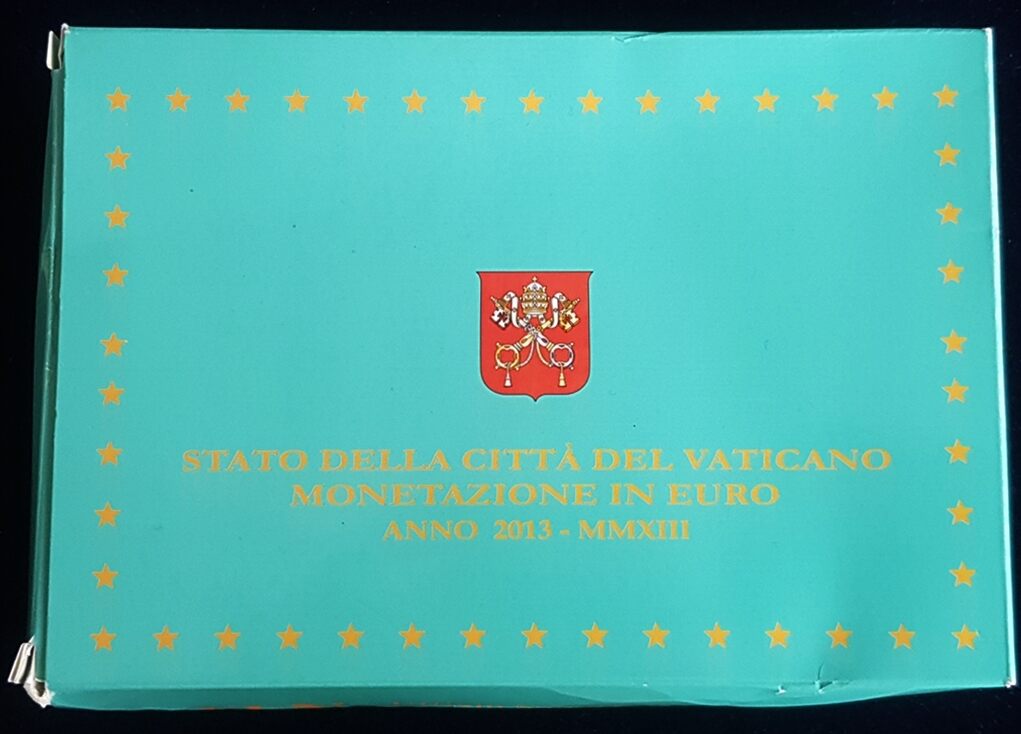 STATO DELLA CITTÀ DEL VATICANO
MONETAZIONE IN EURO
ANNO 2013 - MMXIII